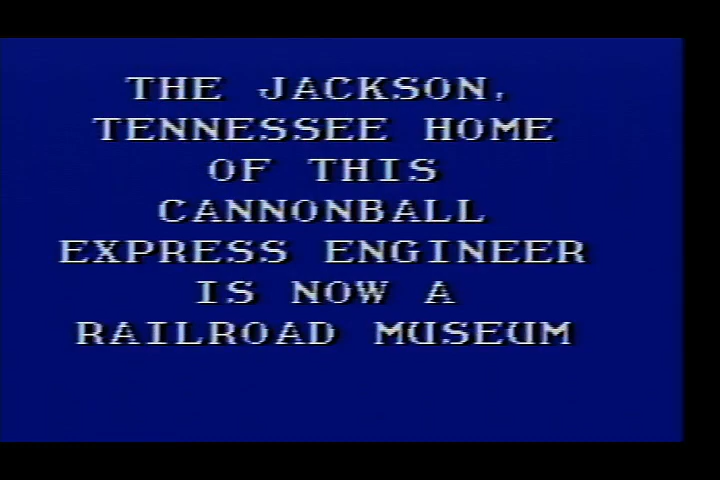 THE JACKSON,
TENNESSEE HOME
OF THIS
CANNONBALL
EXPRESS ENGINEER
IS NOW A
RAILROAD MUSEUM